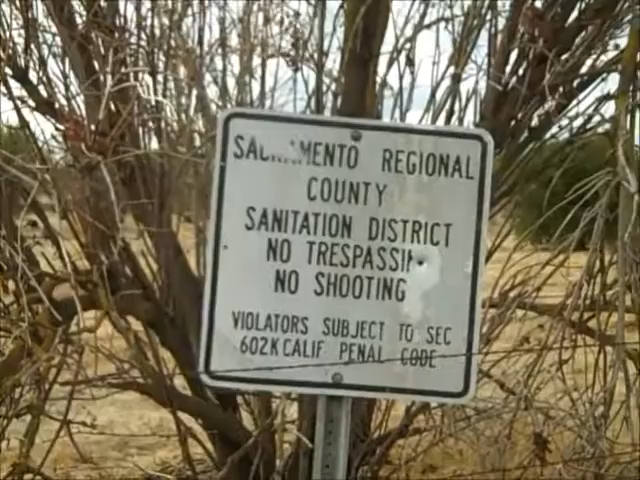 SACRAMENTO REGIONAL
COUNTY
SANITATION DISTRICT
NO TRESPASSING
NO SHOOTING
VIOLATORS SUBJECT TO SEC
602K CALIF PENAL CODE